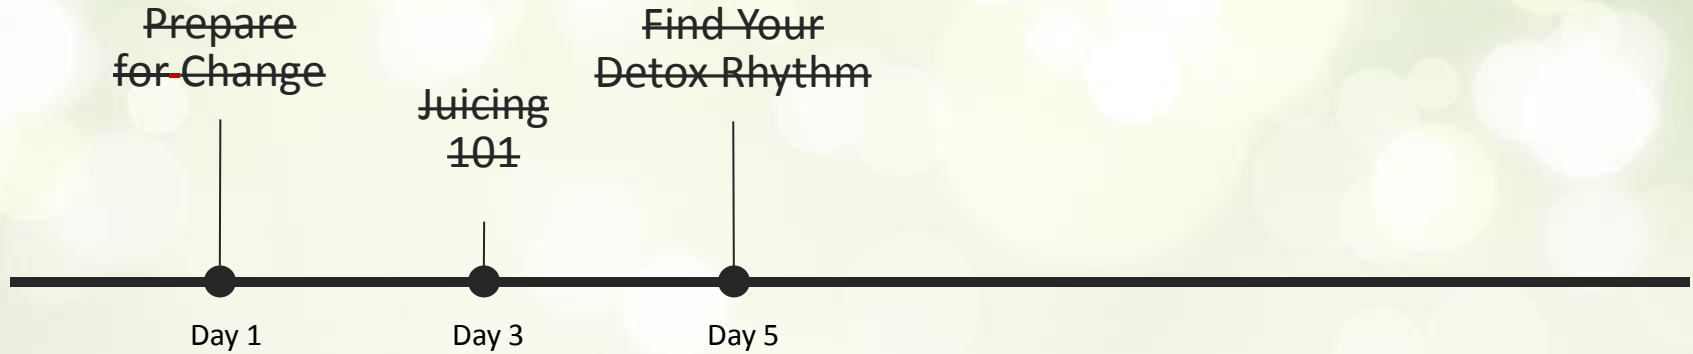 Prepare
for Change
Juicing
101
Find Your
Detox Rhythm
Day 1
Day 3
Day 5